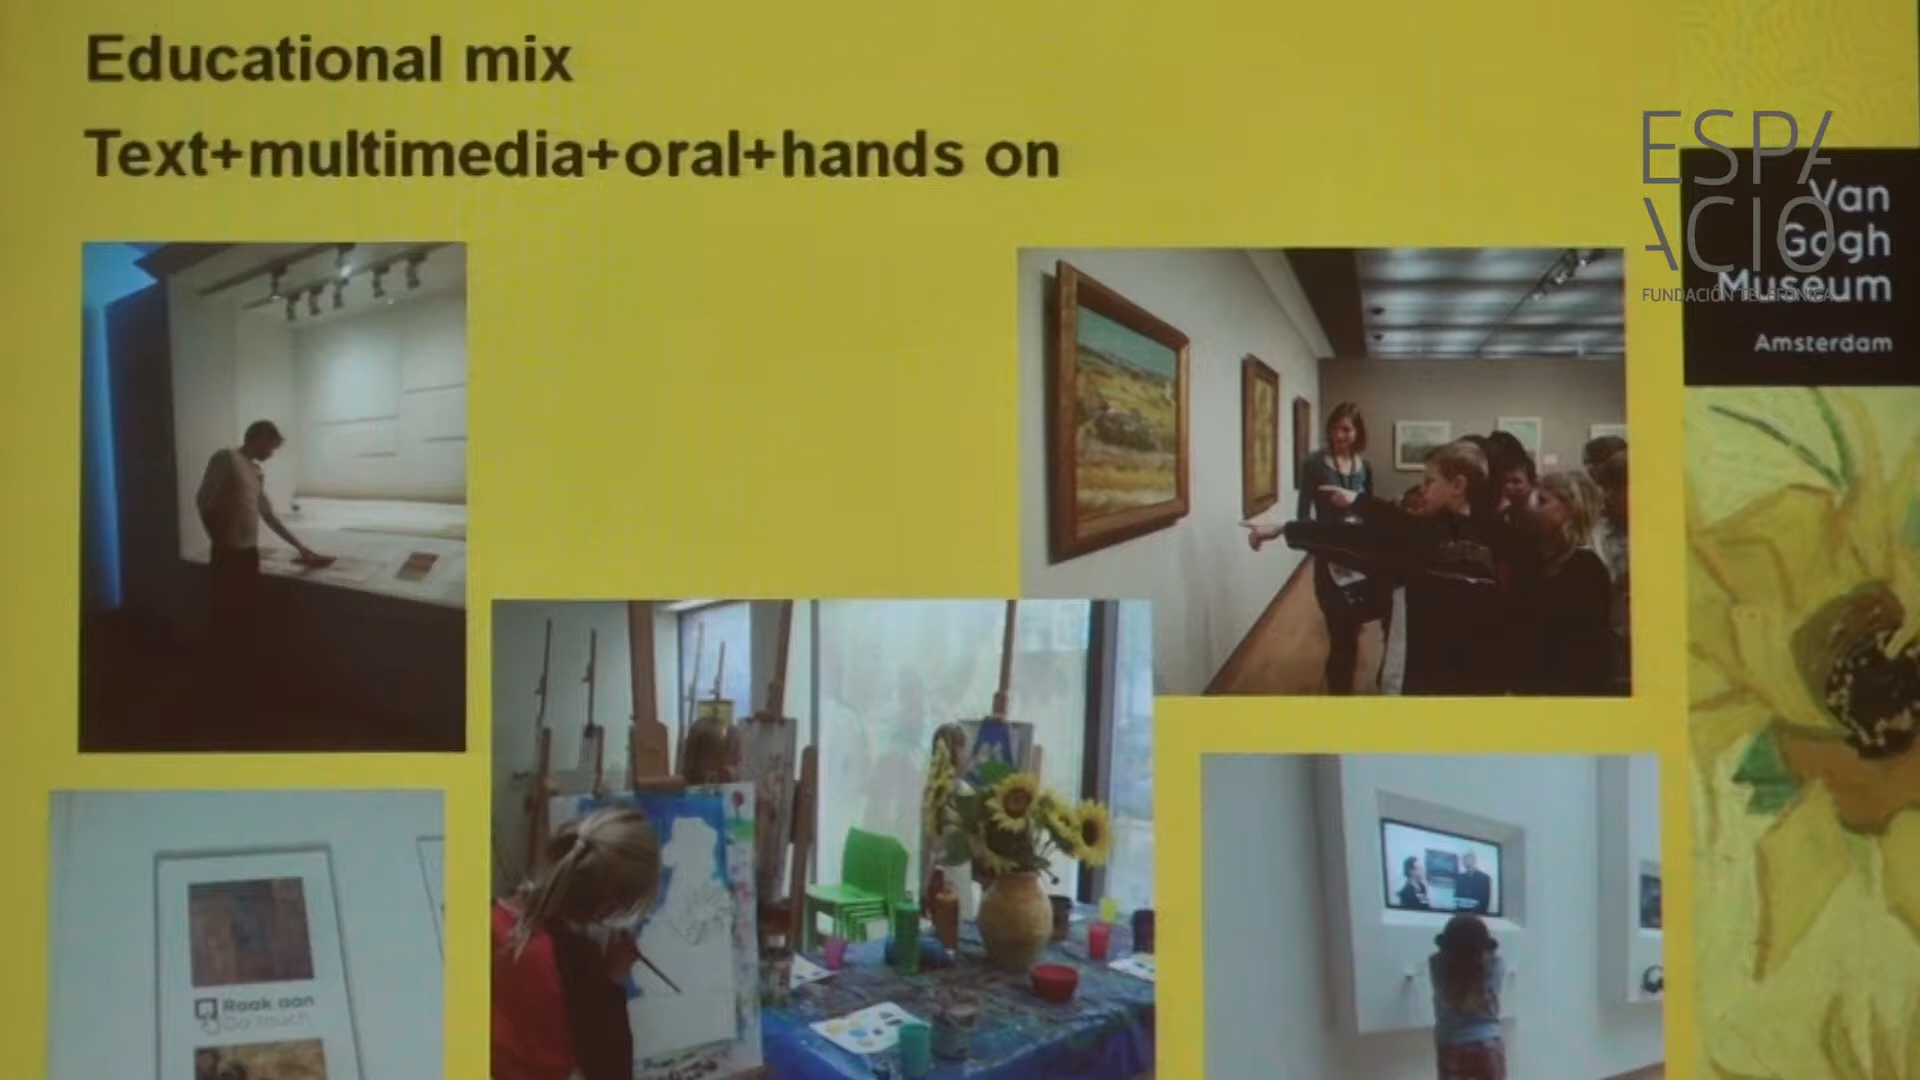 Educational mix
Text+multimedia+oral+hands on
ESPACIO
FUNDACIÓN TELEFÓNICA
Van
Gogh
Museum
Amsterdam
Raak aan
Do touch